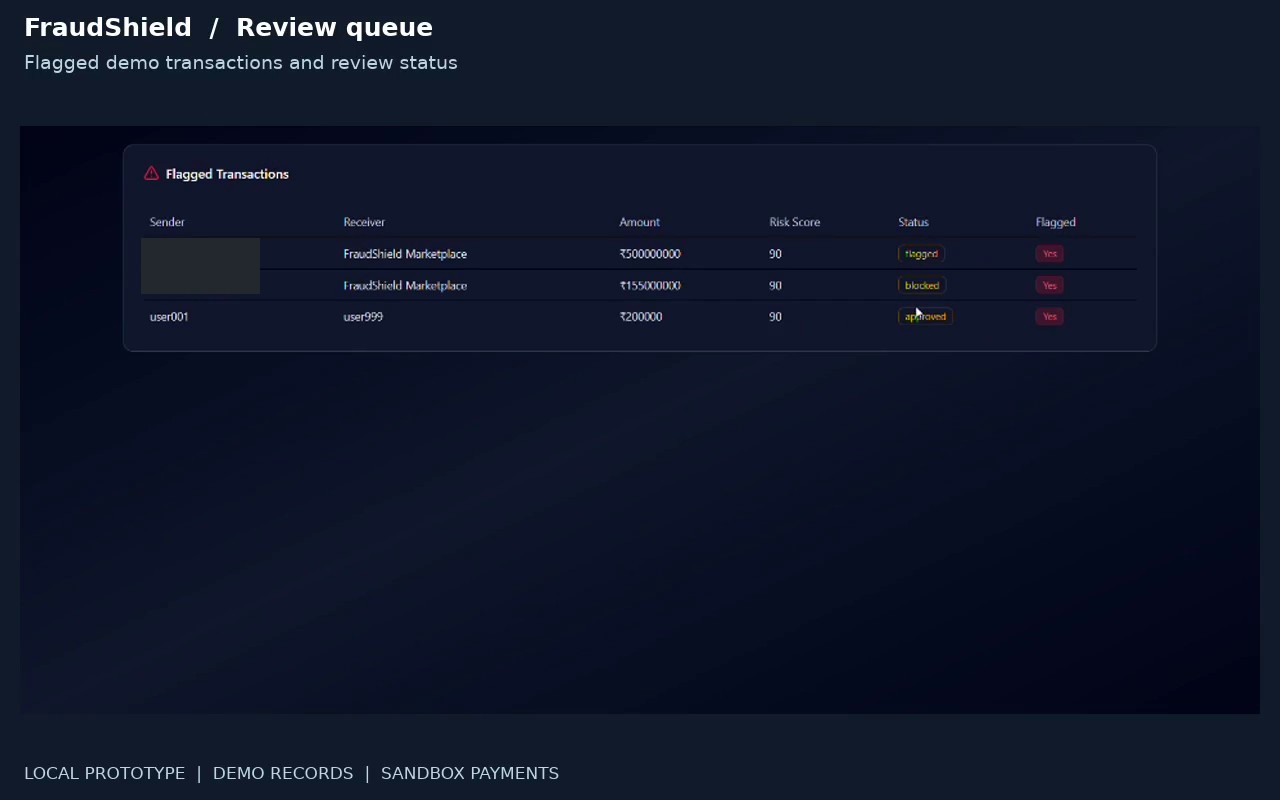 FraudShield / Review queue
Flagged demo transactions and review status
Flagged Transactions
Sender Receiver Amount Risk Score Status Flagged
FraudShield Marketplace ₹500000000 90 flagged Yes
FraudShield Marketplace ₹155000000 90 blocked Yes
user001 user999 ₹200000 90 approved Yes
LOCAL PROTOTYPE | DEMO RECORDS | SANDBOX PAYMENTS